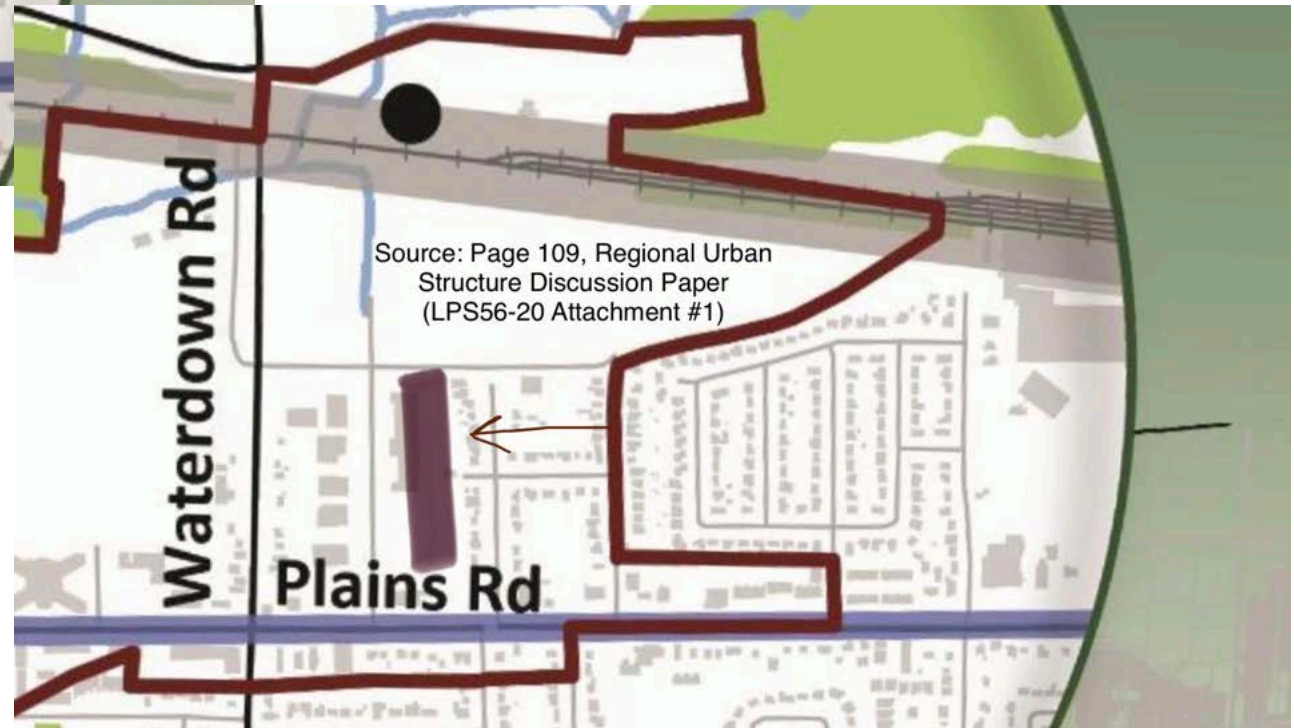 Waterdown Rd
Source: Page 109, Regional Urban
Structure Discussion Paper
(LPS56-20 Attachment #1)
Plains Rd